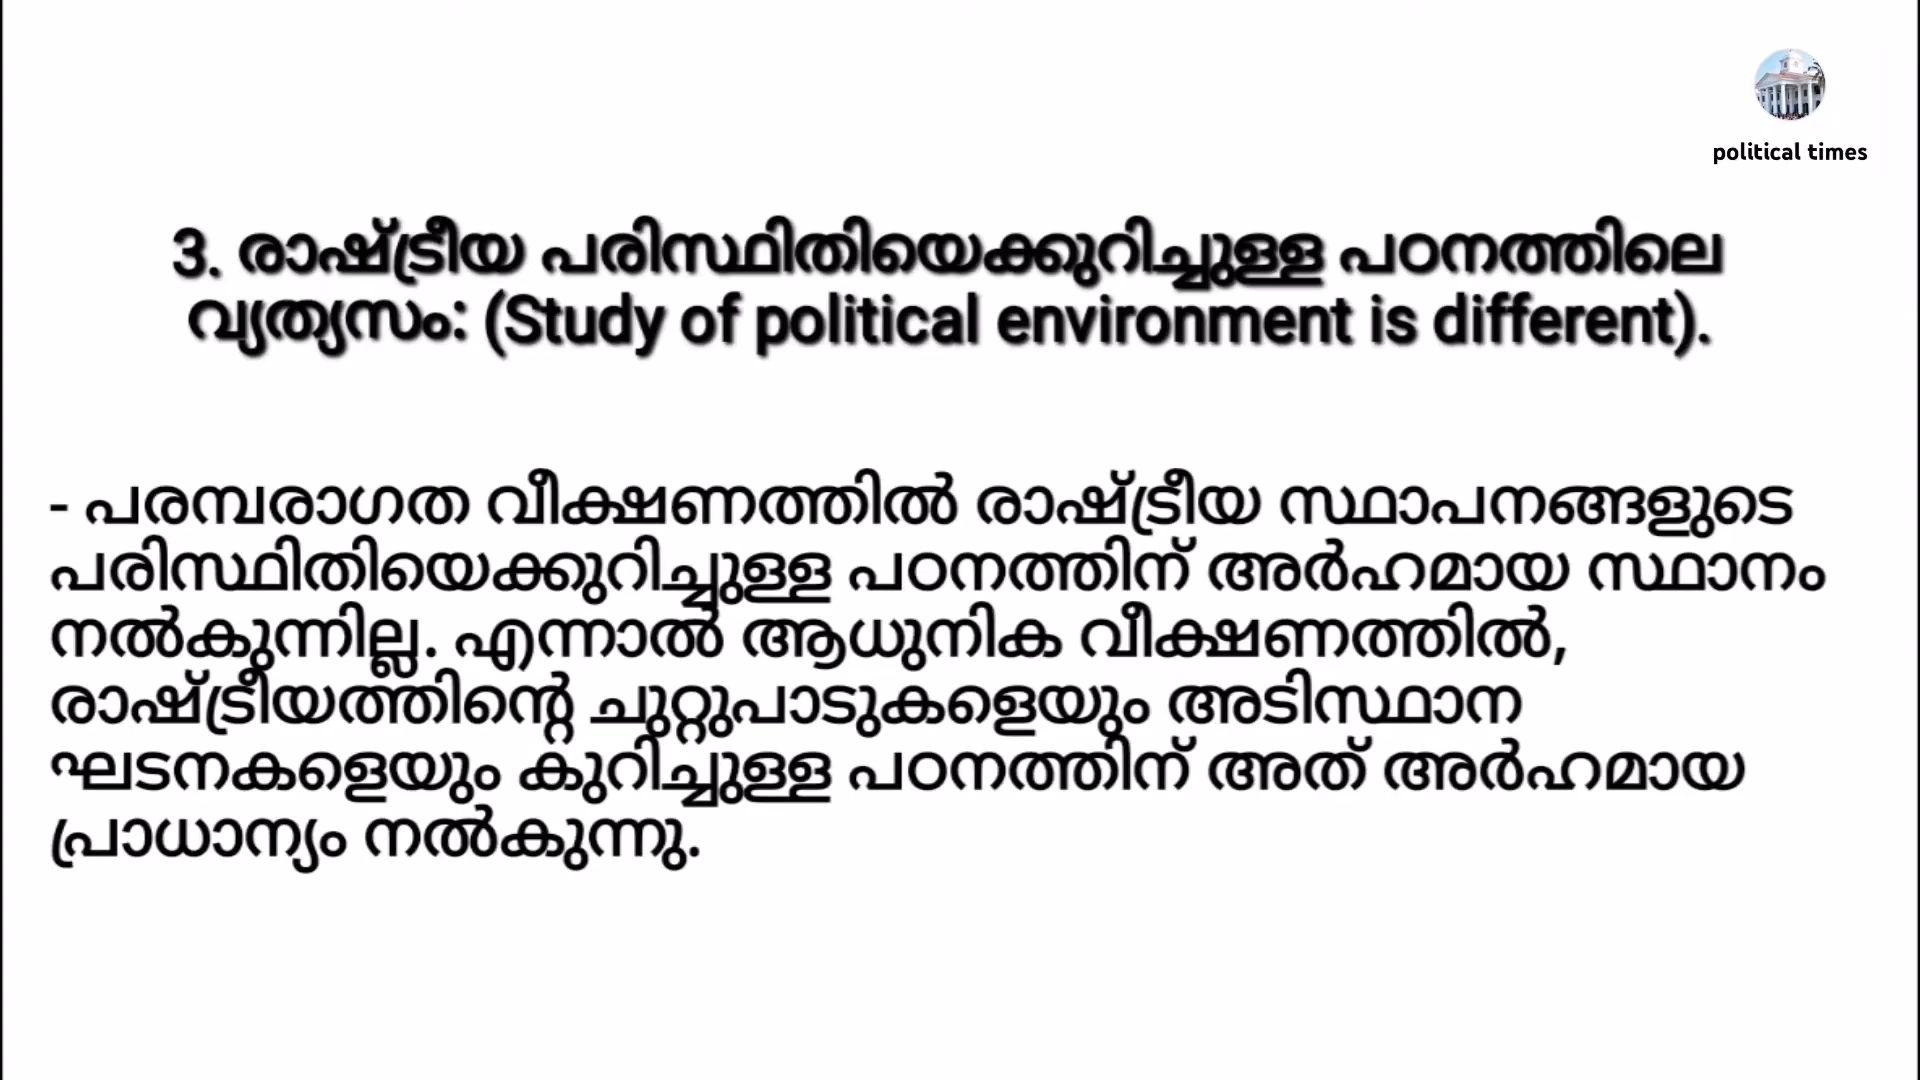 political times
3. രാഷ്ട്രീയ പരിസ്ഥിതിയെക്കുറിച്ചുള്ള പഠനത്തിലെ
വ്യത്യസം: (Study of political environment is different).
- പരമ്പരാഗത വീക്ഷണത്തിൽ രാഷ്ട്രീയ സ്ഥാപനങ്ങളുടെ
പരിസ്ഥിതിയെക്കുറിച്ചുള്ള പഠനത്തിന് അർഹമായ സ്ഥാനം
നൽകുന്നില്ല. എന്നാൽ ആധുനിക വീക്ഷണത്തിൽ,
രാഷ്ട്രീയത്തിന്റെ ചുറ്റുപാടുകളെയും അടിസ്ഥാന
ഘടനകളെയും കുറിച്ചുള്ള പഠനത്തിന് അത് അർഹമായ
പ്രാധാന്യം നൽകുന്നു.